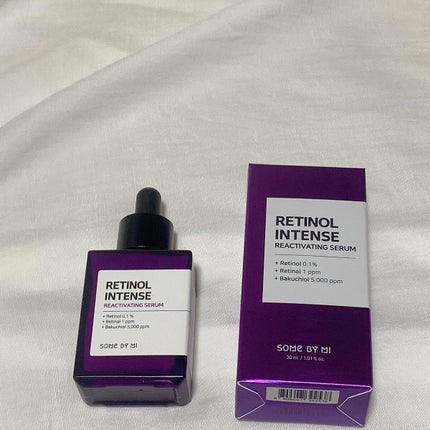 RETINOL
INTENSE
REACTIVATING SERUM
+ Retinol 0,1 %
+ Retinal 1 ppm
+ Bakuchiol 5,000 ppm
SOME BY MI
RETINOL
INTENSE
REACTIVATING SERUM
+ Retinol 0,1%
+ Retinal 1 ppm
+ Bakuchiol 5,000 ppm
SOME BY MI
30 ml / 1.01 fl. oz.